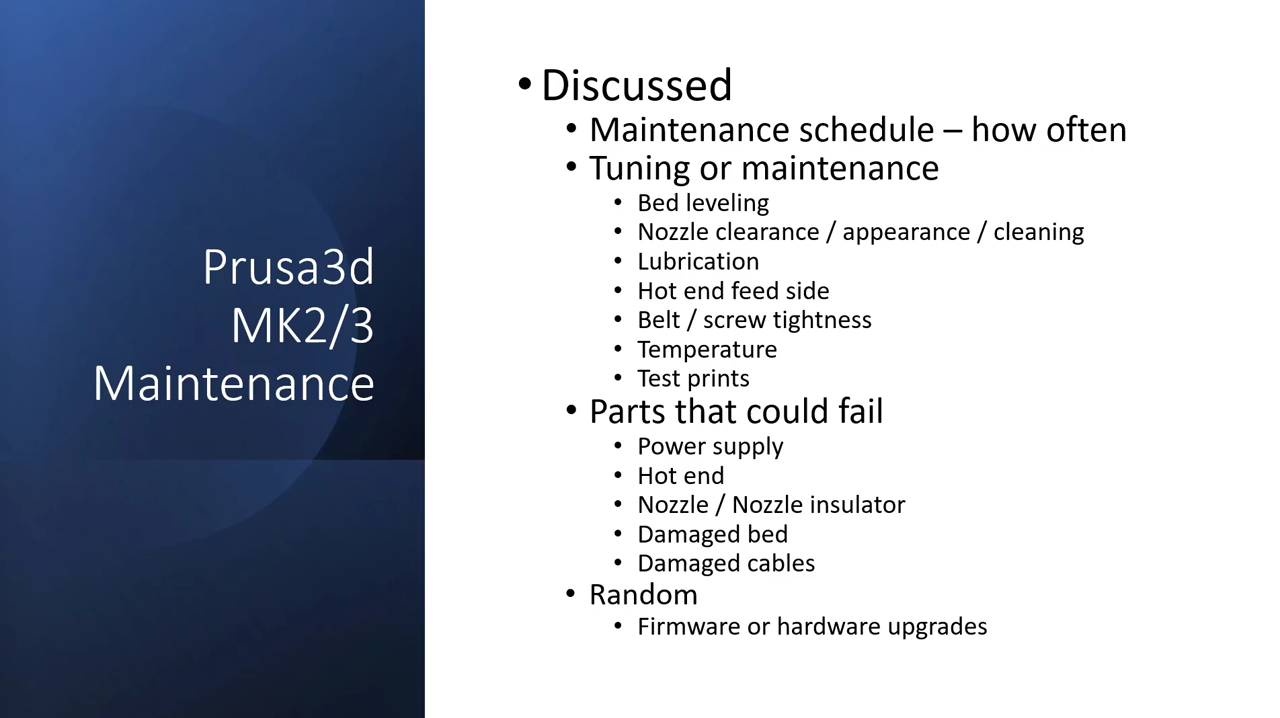 Prusa3d
MK2/3
Maintenance
• Discussed
• Maintenance schedule – how often
• Tuning or maintenance
• Bed leveling
• Nozzle clearance / appearance / cleaning
• Lubrication
• Hot end feed side
• Belt / screw tightness
• Temperature
• Test prints
• Parts that could fail
• Power supply
• Hot end
• Nozzle / Nozzle insulator
• Damaged bed
• Damaged cables
• Random
• Firmware or hardware upgrades